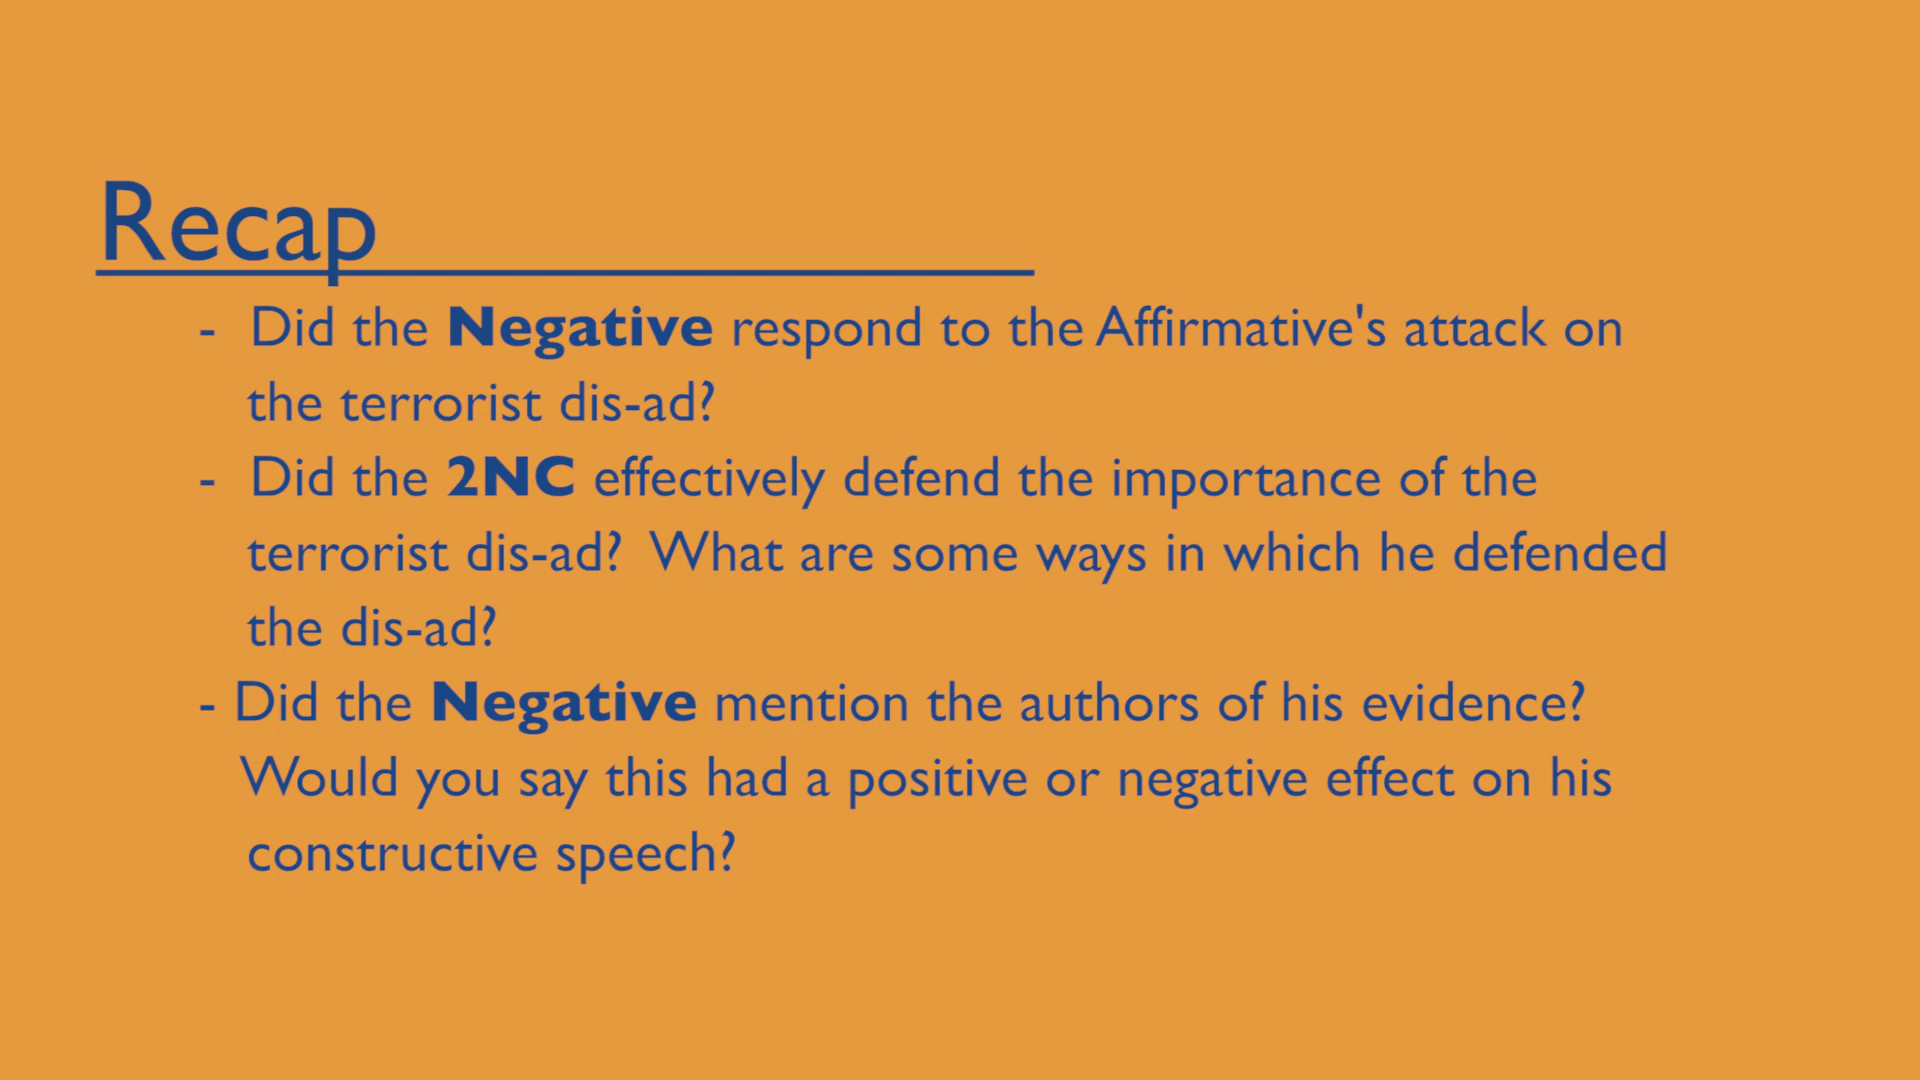 Recap
- Did the Negative respond to the Affirmative's attack on
the terrorist dis-ad?
- Did the 2NC effectively defend the importance of the
terrorist dis-ad? What are some ways in which he defended
the dis-ad?
- Did the Negative mention the authors of his evidence?
Would you say this had a positive or negative effect on his
constructive speech?